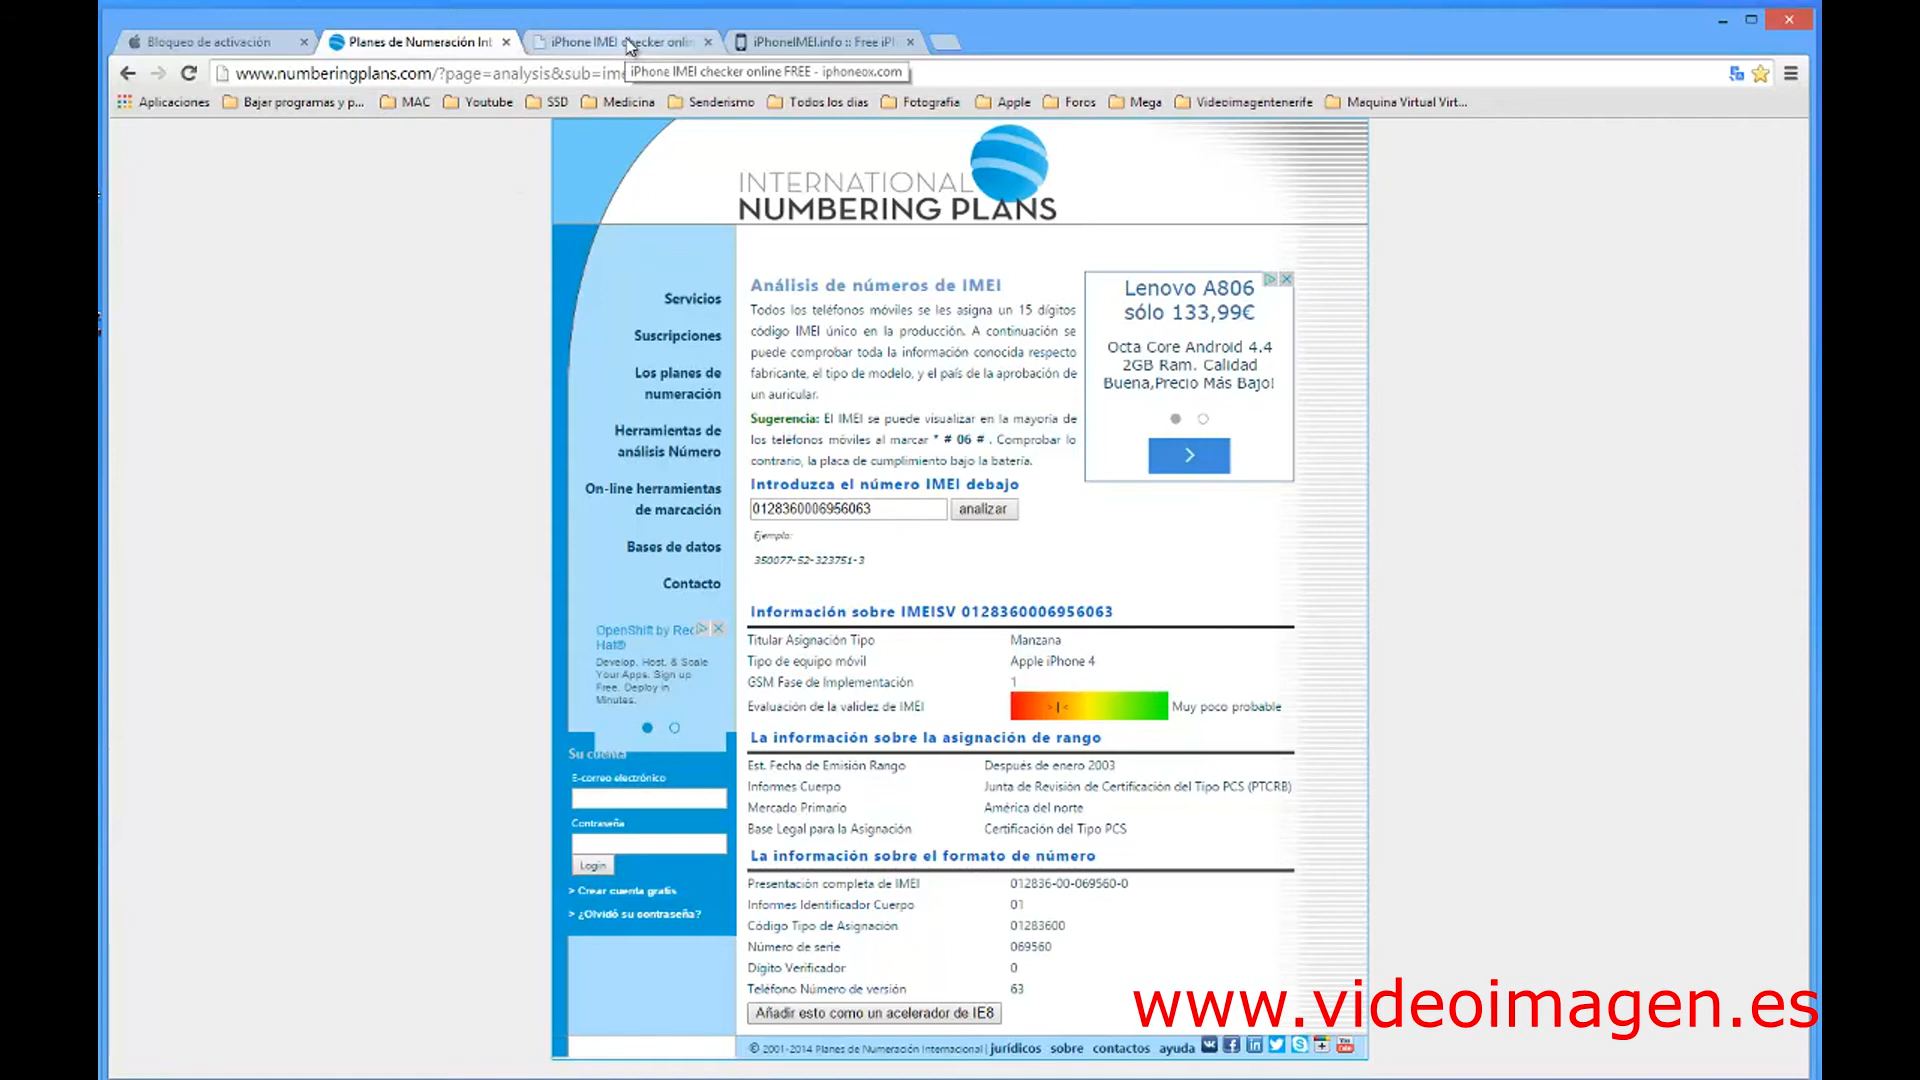 Bloqueo de activación
Planes de Numeración Int
iPhone IMEI checker onlin
iPhoneIMEI.info :: Free iPh
www.numberingplans.com/?page=analysis&sub=ime
iPhone IMEI checker online FREE - iphoneox.com
Aplicaciones
Bajar programas y p...
MAC
Youtube
SSD
Medicina
Senderismo
Todos los dias
Fotografia
Apple
Foros
Mega
Videoimagentenerife
Maquina Virtual Virt...
INTERNATIONAL
NUMBERING PLANS
Servicios
Suscripciones
Los planes de
numeración
Herramientas de
análisis Número
On-line herramientas
de marcación
Bases de datos
Contacto
OpenShift by Red
Hat®
Develop, Host, & Scale
Your Apps. Sign up
Free. Deploy in
Minutes.
Su cuenta
E-correo electrónico
Contraseña
Login
> Crear cuenta gratis
> ¿Olvidó su contraseña?
Análisis de números de IMEI
Todos los teléfonos móviles se les asigna un 15 dígitos
código IMEI único en la producción. A continuación se
puede comprobar toda la información conocida respecto
fabricante, el tipo de modelo, y el país de la aprobación de
un auricular.
Sugerencia: El IMEI se puede visualizar en la mayoría de
los teléfonos móviles al marcar * # 06 # . Comprobar lo
contrario, la placa de cumplimiento bajo la batería.
Lenovo A806
sólo 133,99€
Octa Core Android 4.4
2GB Ram. Calidad
Buena,Precio Más Bajo!
Introduzca el número IMEI debajo
0128360006956063
analizar
Ejemplo:
350077-52-323751-3
Información sobre IMEISV 0128360006956063
Titular Asignación Tipo Manzana
Tipo de equipo móvil Apple iPhone 4
GSM Fase de Implementación 1
Evaluación de la validez de IMEI > | < Muy poco probable
La información sobre la asignación de rango
Est. Fecha de Emisión Rango Después de enero 2003
Informes Cuerpo Junta de Revisión de Certificación del Tipo PCS (PTCRB)
Mercado Primario América del norte
Base Legal para la Asignación Certificación del Tipo PCS
La información sobre el formato de número
Presentación completa de IMEI 012836-00-069560-0
Informes Identificador Cuerpo 01
Código Tipo de Asignación 01283600
Número de serie 069560
Dígito Verificador 0
Teléfono Número de versión 63
Añadir esto como un acelerador de IE8
© 2001-2014 Planes de Numeración Internacional | jurídicos sobre contactos ayuda
www.videoimagen.es